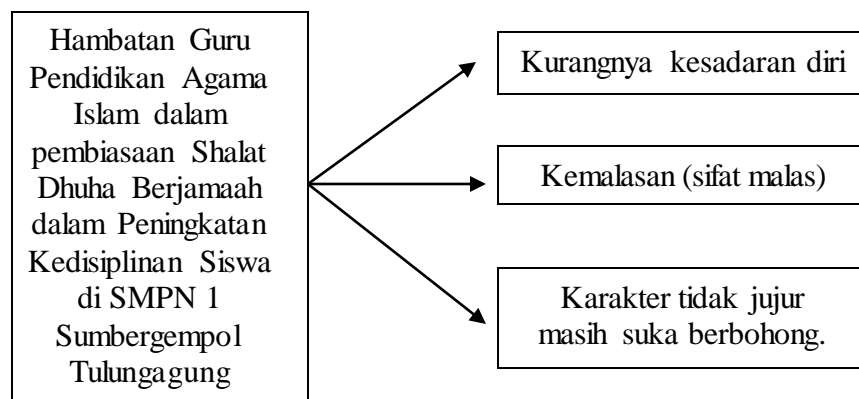 Hambatan Guru
Pendidikan Agama
Islam dalam
pembiasaan Shalat
Dhuha Berjamaah
dalam Peningkatan
Kedisiplinan Siswa
di SMPN 1
Sumbergempol
Tulungagung
Kurangnya kesadaran diri
Kemalasan (sifat malas)
Karakter tidak jujur
masih suka berbohong.